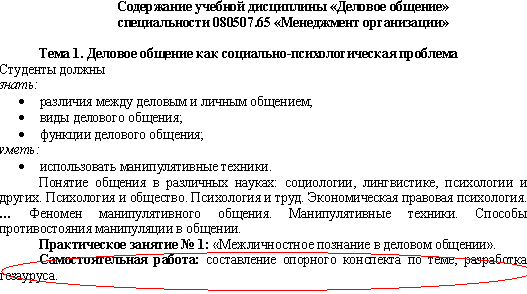 Содержание учебной дисциплины «Деловое общение»
специальности 080507.65 «Менеджмент организации»
Тема 1. Деловое общение как социально-психологическая проблема
Студенты должны
знать:
• различия между деловым и личным общением;
• виды делового общения;
• функции делового общения;
уметь:
• использовать манипулятивные техники.
Понятие общения в различных науках: социологии, лингвистике, психологии и
других. Психология и общество. Психология и труд. Экономическая правовая психология.
... Феномен манипулятивного общения. Манипулятивные техники. Способы
противостояния манипуляции в общении.
Практическое занятие № 1: «Межличностное познание в деловом общении».
Самостоятельная работа: составление опорного конспекта по теме, разработка
тезауруса.